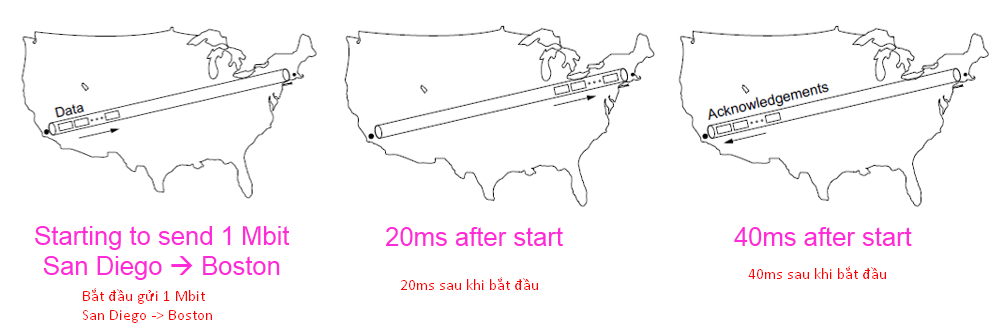 Data
Starting to send 1 Mbit
San Diego → Boston
Bắt đầu gửi 1 Mbit
San Diego -> Boston
20ms after start
20ms sau khi bắt đầu
Acknowledgements
40ms after start
40ms sau khi bắt đầu